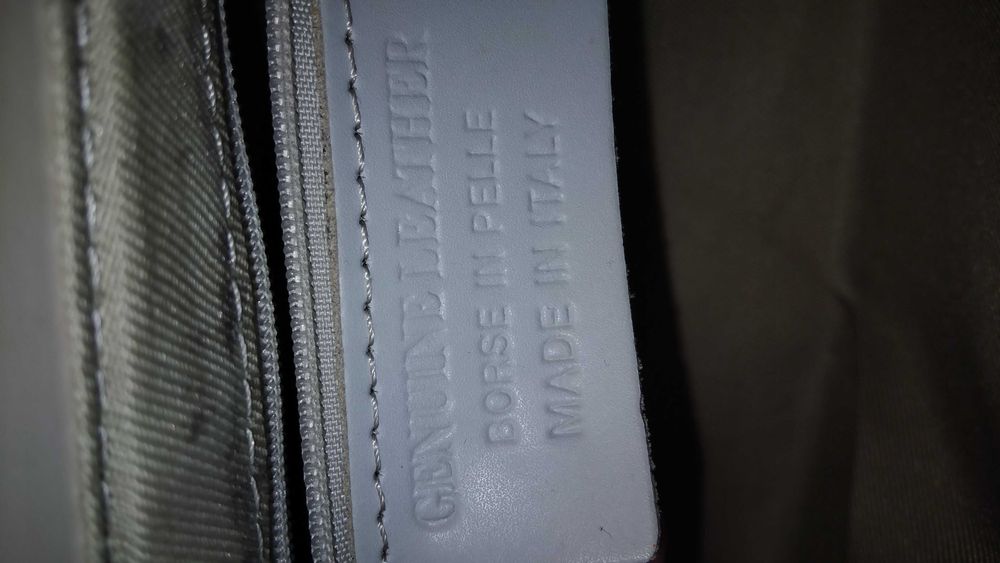 GENUINE LEATHER
BORSE IN PELLE
MADE IN ITALY